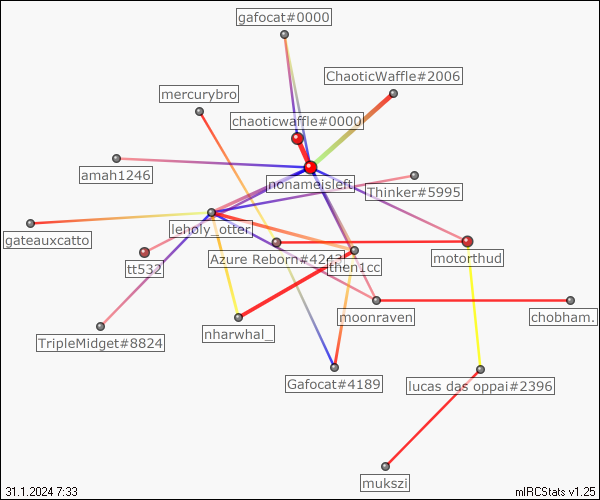 gafocat#0000
ChaoticWaffle#2006
mercurybro
chaoticwaffle#0000
amah1246
nonameisleft
Thinker#5995
leholy_otter
gateauxcatto
Azure Reborn#4243
motorthud
tt532
then1cc
moonraven
chobham.
nharwhal_
TripleMidget#8824
Gafocat#4189
lucas das oppai#2396
mukszi
31.1.2024 7:33
mIRCStats v1.25